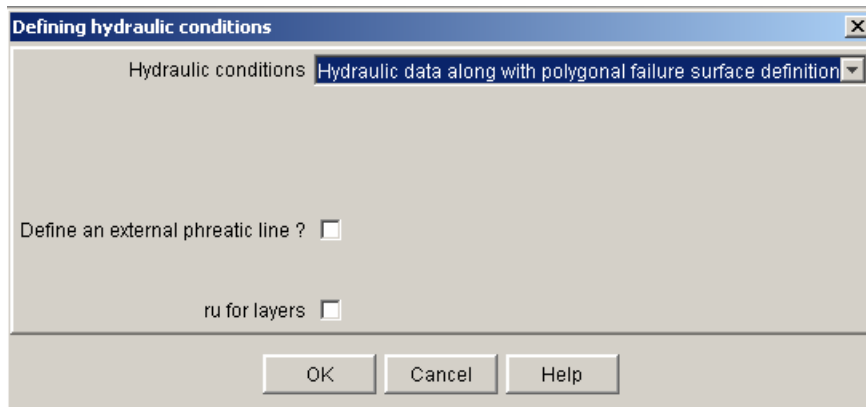 Defining hydraulic conditions
Hydraulic conditions Hydraulic data along with polygonal failure surface definition
Define an external phreatic line ?
ru for layers
OK Cancel Help